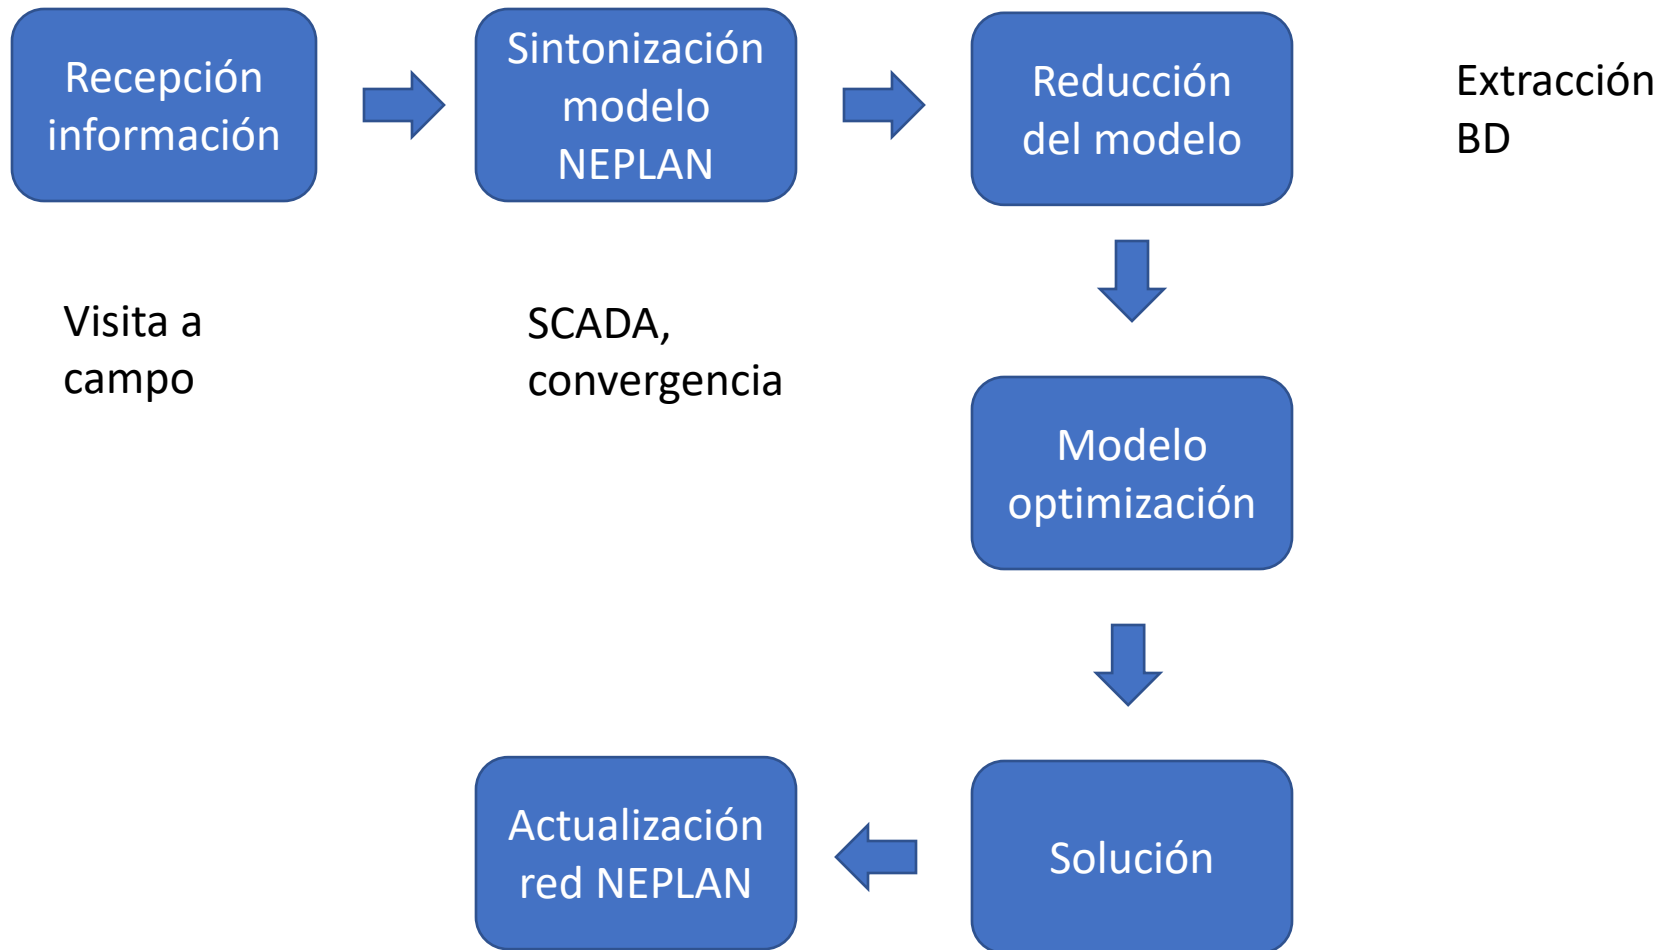 Recepción
información
Sintonización
modelo
NEPLAN
Reducción
del modelo
Extracción
BD
Visita a
campo
SCADA,
convergencia
Modelo
optimización
Actualización
red NEPLAN
Solución